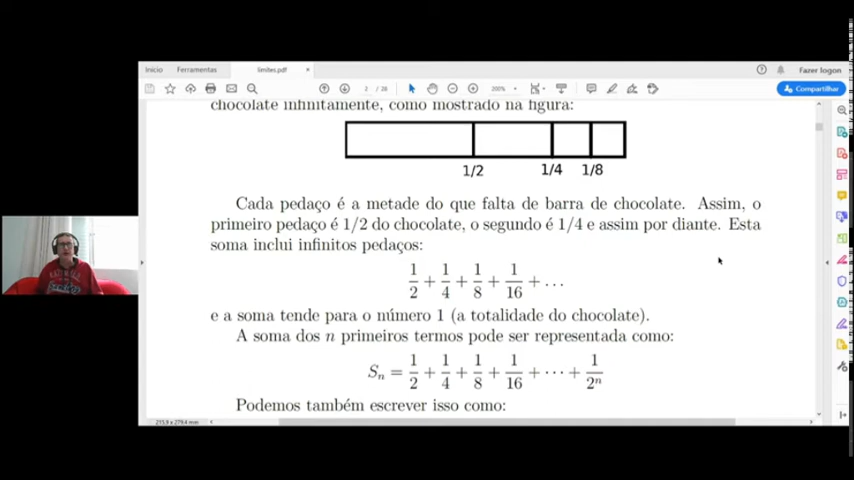 Início Ferramentas limites.pdf × Fazer logon
2 / 28 200% Compartilhar
chocolate infinitamente, como mostrado na figura:
1/2 1/4 1/8
Cada pedaço é a metade do que falta de barra de chocolate. Assim, o
primeiro pedaço é 1/2 do chocolate, o segundo é 1/4 e assim por diante. Esta
soma inclui infinitos pedaços:
1/2 + 1/4 + 1/8 + 1/16 + ...
e a soma tende para o número 1 (a totalidade do chocolate).
A soma dos n primeiros termos pode ser representada como:
Sₙ = 1/2 + 1/4 + 1/8 + 1/16 + ··· + 1/2ⁿ
Podemos também escrever isso como: